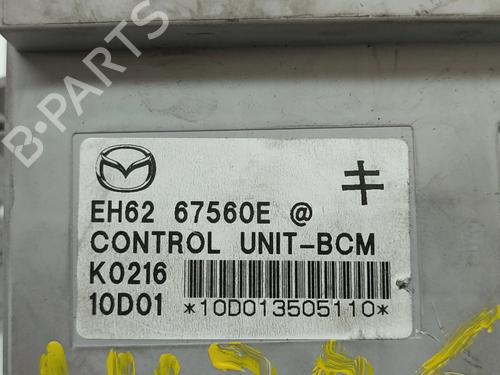 B-PARTS
EH62 67560E @
CONTROL UNIT-BCM
K0216
10D01 *10D013505110*